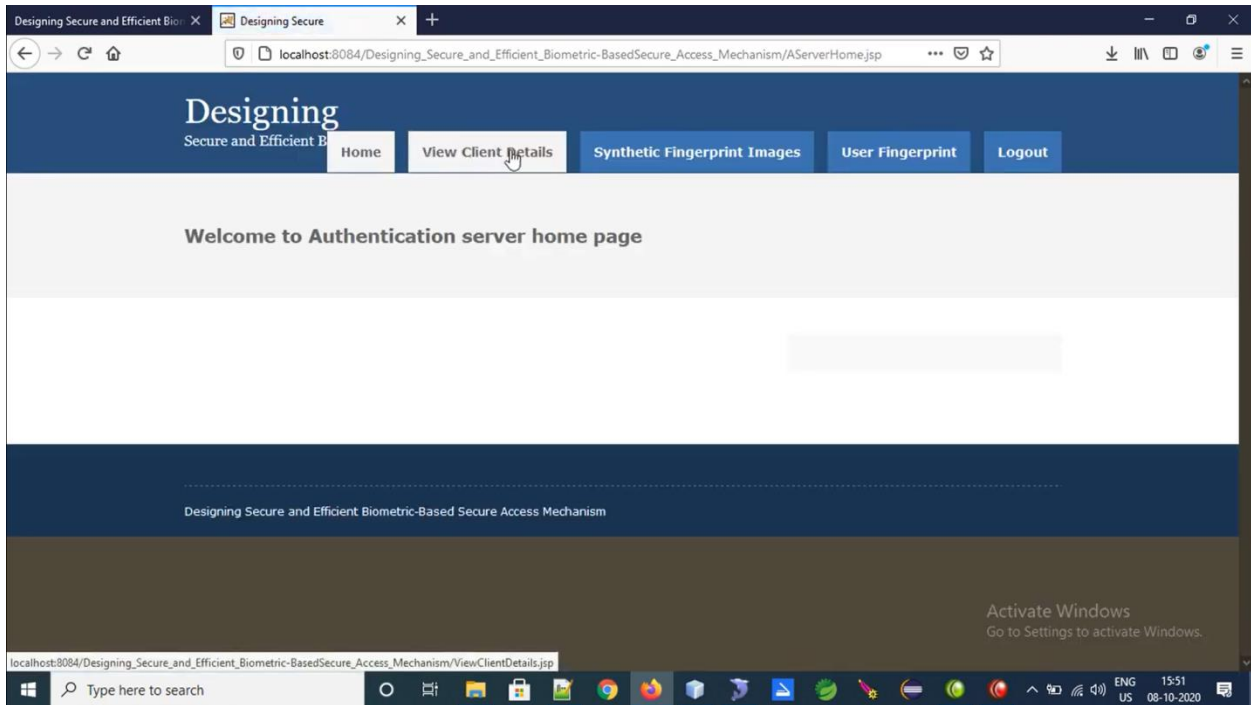 Designing Secure and Efficient Bion
Designing Secure
localhost:8084/Designing_Secure_and_Efficient_Biometric-BasedSecure_Access_Mechanism/AServerHome.jsp
Designing
Secure and Efficient B
Home
View Client Details
Synthetic Fingerprint Images
User Fingerprint
Logout
Welcome to Authentication server home page
Designing Secure and Efficient Biometric-Based Secure Access Mechanism
Activate Windows
Go to Settings to activate Windows.
localhost:8084/Designing_Secure_and_Efficient_Biometric-BasedSecure_Access_Mechanism/ViewClientDetails.jsp
Type here to search
ENG
US
15:51
08-10-2020